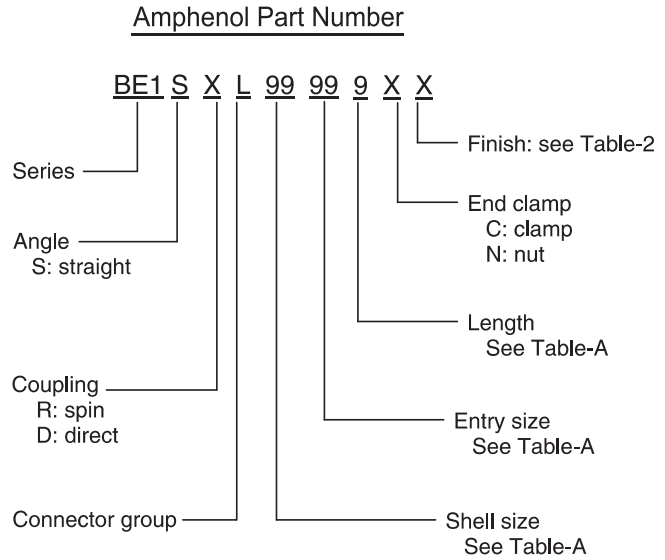 Amphenol Part Number
BE1 S X L 99 99 9 X X
Finish: see Table-2
Series
End clamp
C: clamp
N: nut
Angle
S: straight
Length
See Table-A
Coupling
R: spin
D: direct
Entry size
See Table-A
Connector group
Shell size
See Table-A